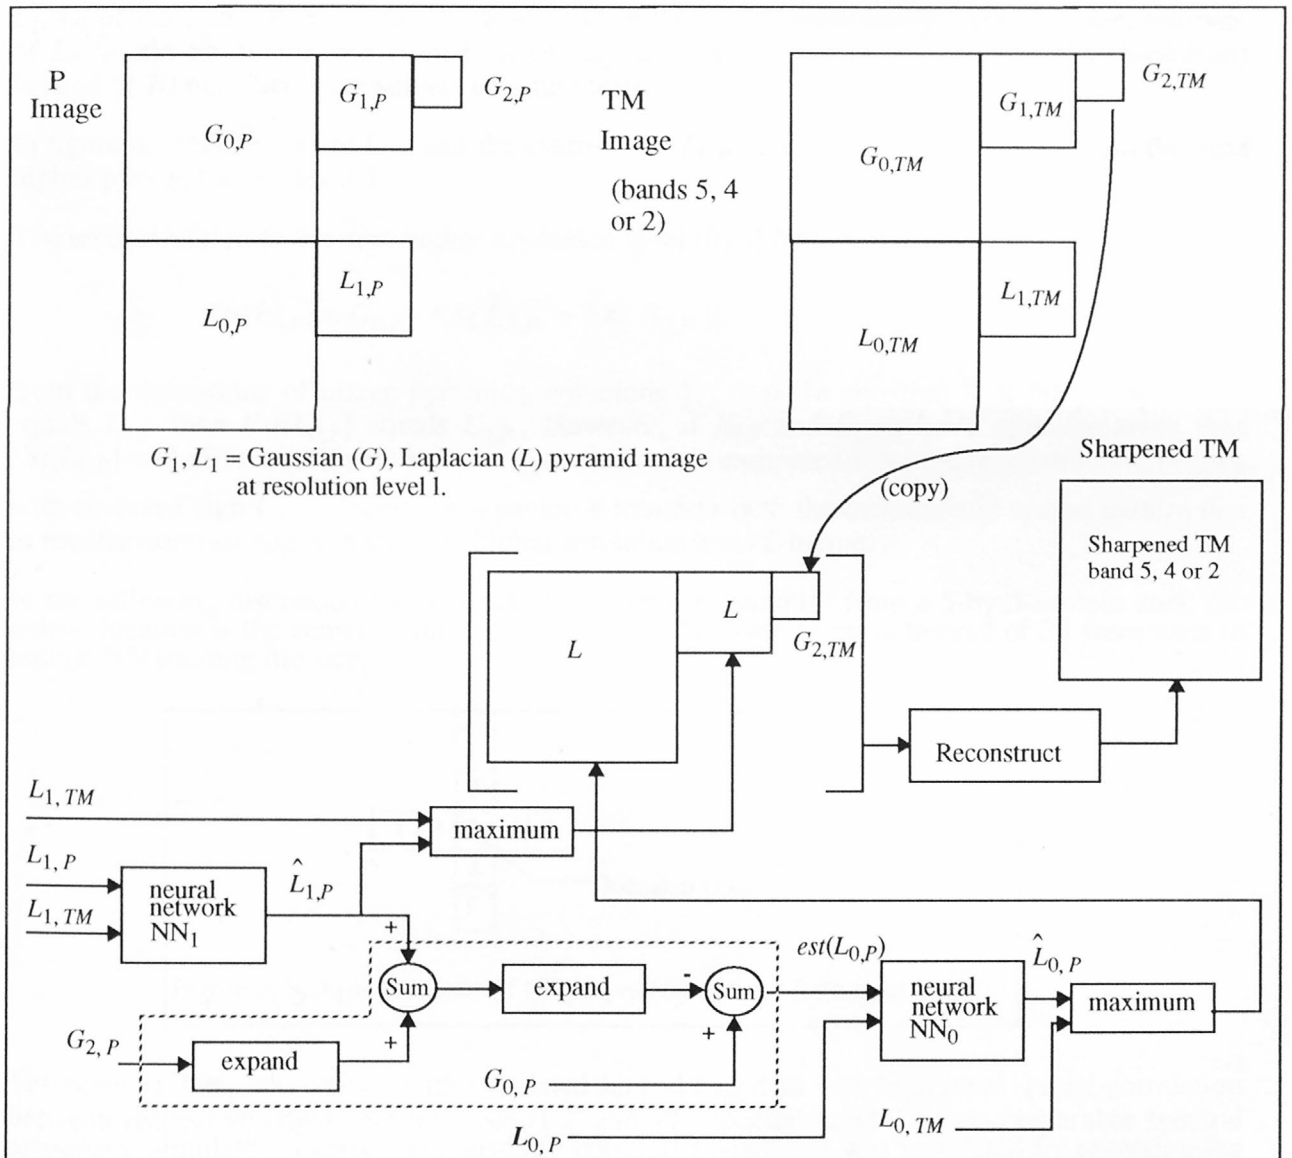 P
Image
G0,P
G1,P
G2,P
L0,P
L1,P
TM
Image
(bands 5, 4
or 2)
G0,TM
G1,TM
G2,TM
L0,TM
L1,TM
G1, L1 = Gaussian (G), Laplacian (L) pyramid image
at resolution level l.
(copy)
Sharpened TM
Sharpened TM
band 5, 4 or 2
L
L
G2,TM
Reconstruct
L1, TM
maximum
L1, P
L1, TM
neural
network
NN1
L̂1,P
+
Sum
+
expand
-
Sum
+
G2, P
expand
G0, P
est(L0,P)
L0, P
neural
network
NN0
L̂0, P
maximum
L0, TM